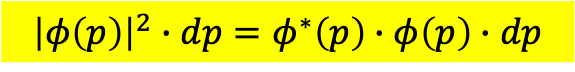 |ϕ(p)|² · dp = ϕ*(p) · ϕ(p) · dp